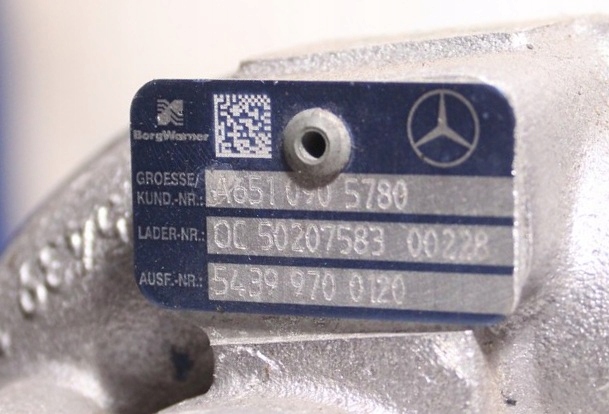 BorgWarner
GROESSE/
KUND.-NR.: A651 090 5780
LADER-NR.: OC 50207583 00228
AUSF.-NR.: 5439 970 0120